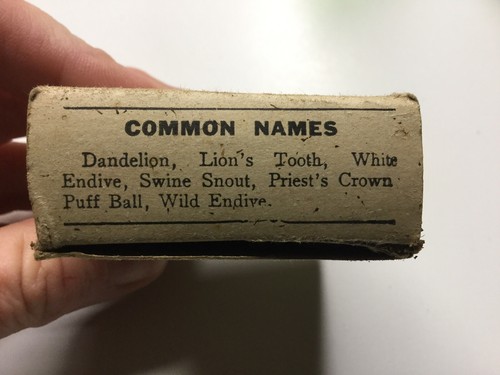 COMMON NAMES
Dandelion, Lion's Tooth, White
Endive, Swine Snout, Priest's Crown
Puff Ball, Wild Endive.